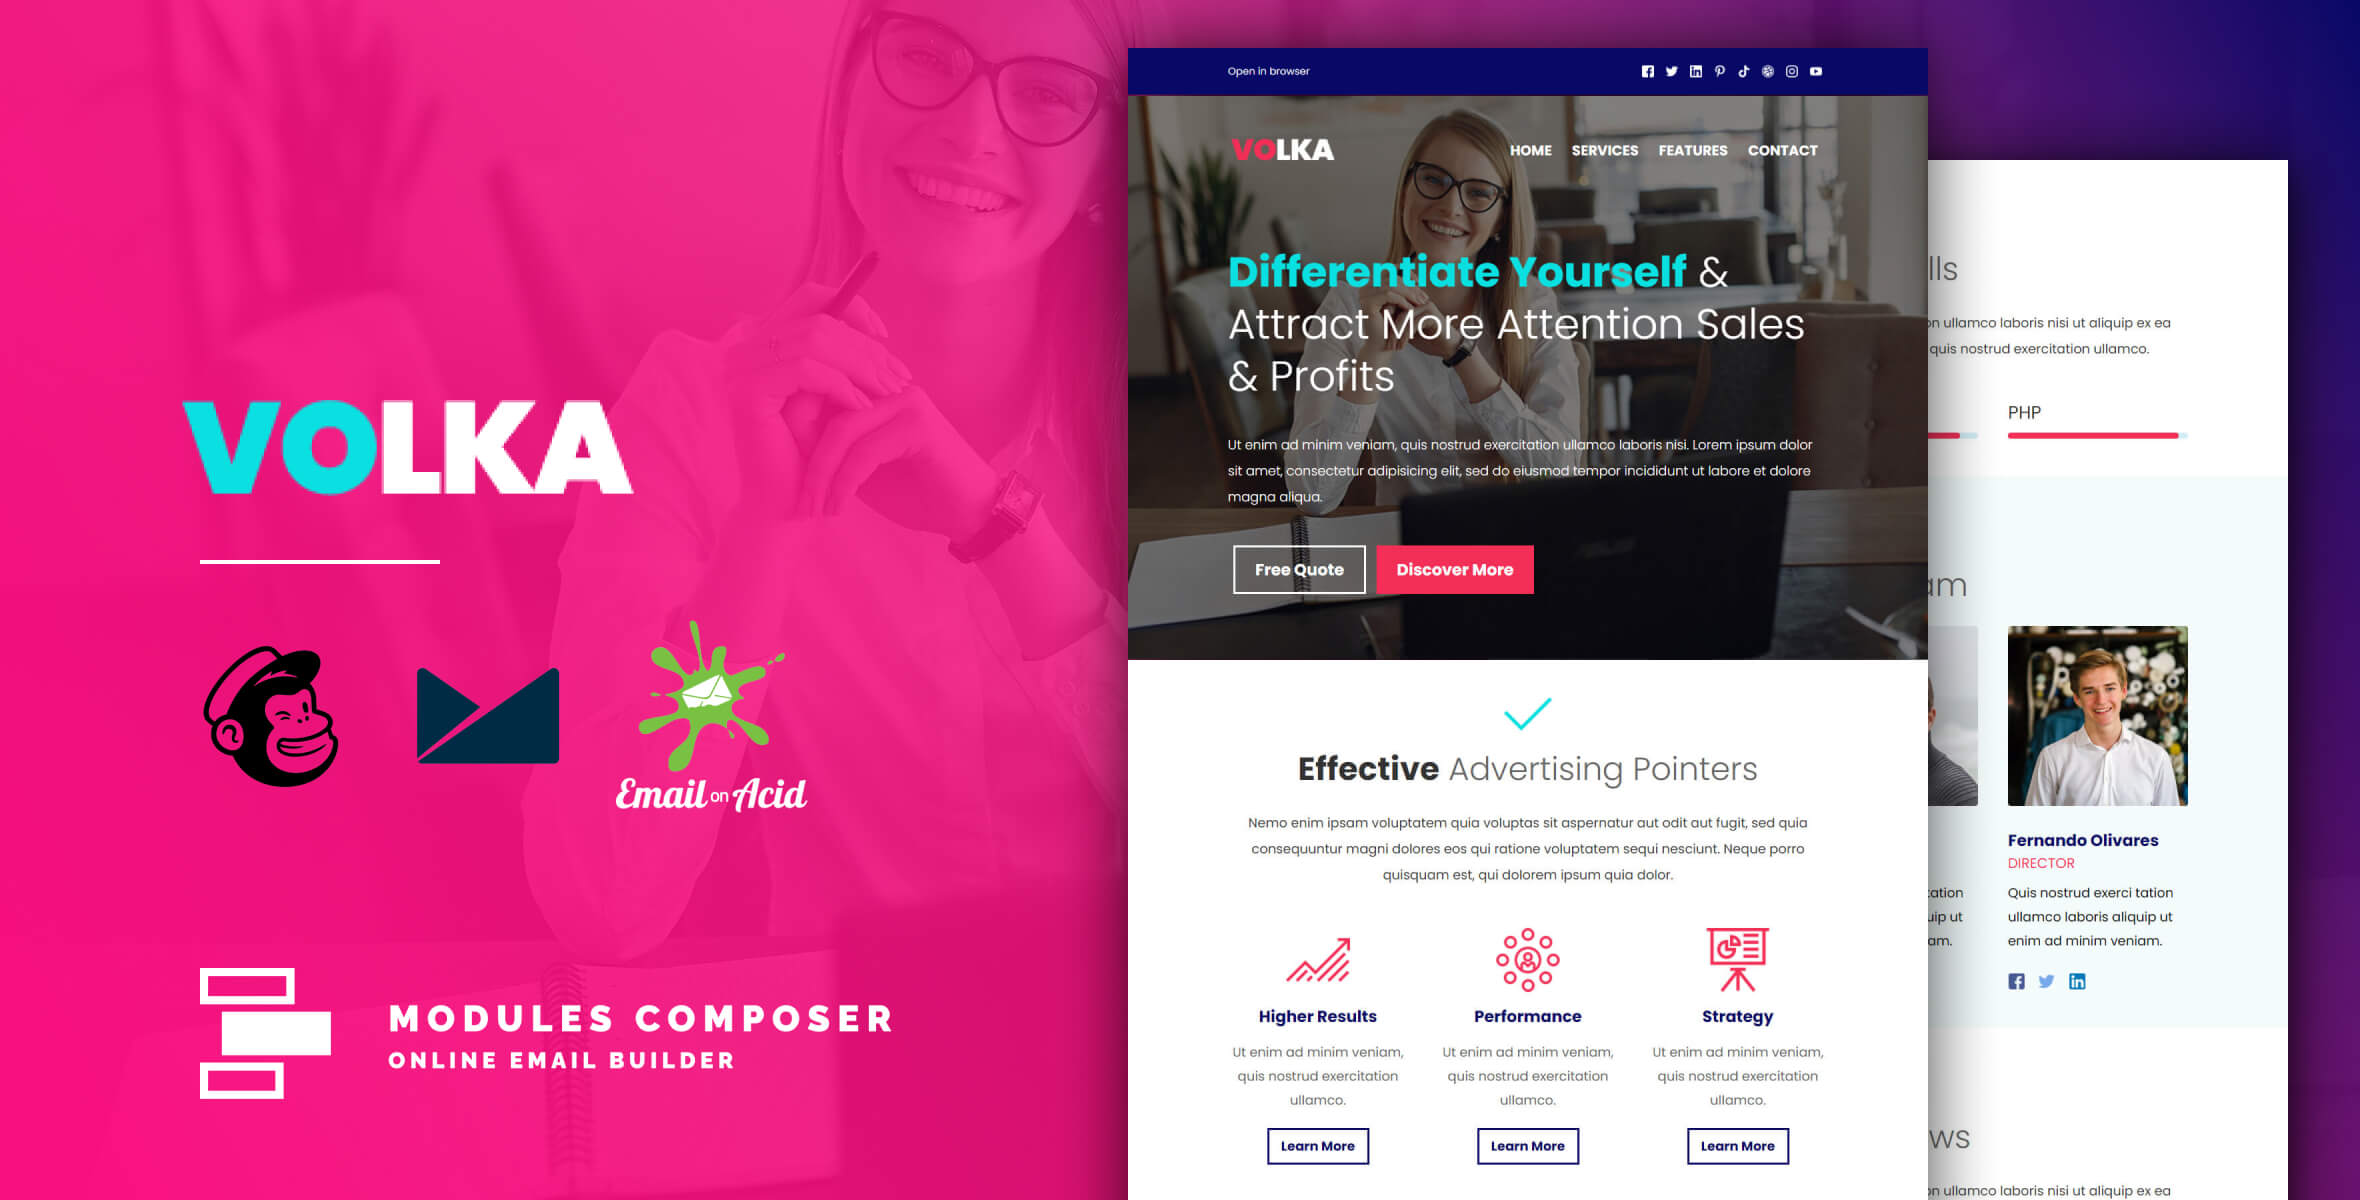 VOLKA
Email on Acid
MODULES COMPOSER
ONLINE EMAIL BUILDER
Open in browser
VOLKA
HOME SERVICES FEATURES CONTACT
Differentiate Yourself &
Attract More Attention Sales
& Profits
Ut enim ad minim veniam, quis nostrud exercitation ullamco laboris nisi. Lorem ipsum dolor
sit amet, consectetur adipisicing elit, sed do eiusmod tempor incididunt ut labore et dolore
magna aliqua.
Free Quote Discover More
Effective Advertising Pointers
Nemo enim ipsam voluptatem quia voluptas sit aspernatur aut odit aut fugit, sed quia
consequuntur magni dolores eos qui ratione voluptatem sequi nesciunt. Neque porro
quisquam est, qui dolorem ipsum quia dolor.
Higher Results
Ut enim ad minim veniam,
quis nostrud exercitation
ullamco.
Learn More
Performance
Ut enim ad minim veniam,
quis nostrud exercitation
ullamco.
Learn More
Strategy
Ut enim ad minim veniam,
quis nostrud exercitation
ullamco.
Learn More
ullamco laboris nisi ut aliquip ex ea
quis nostrud exercitation ullamco.
PHP
Fernando Olivares
DIRECTOR
Quis nostrud exerci tation
ullamco laboris aliquip ut
enim ad minim veniam.
ullamco laboris nisi ut aliquip ex ea